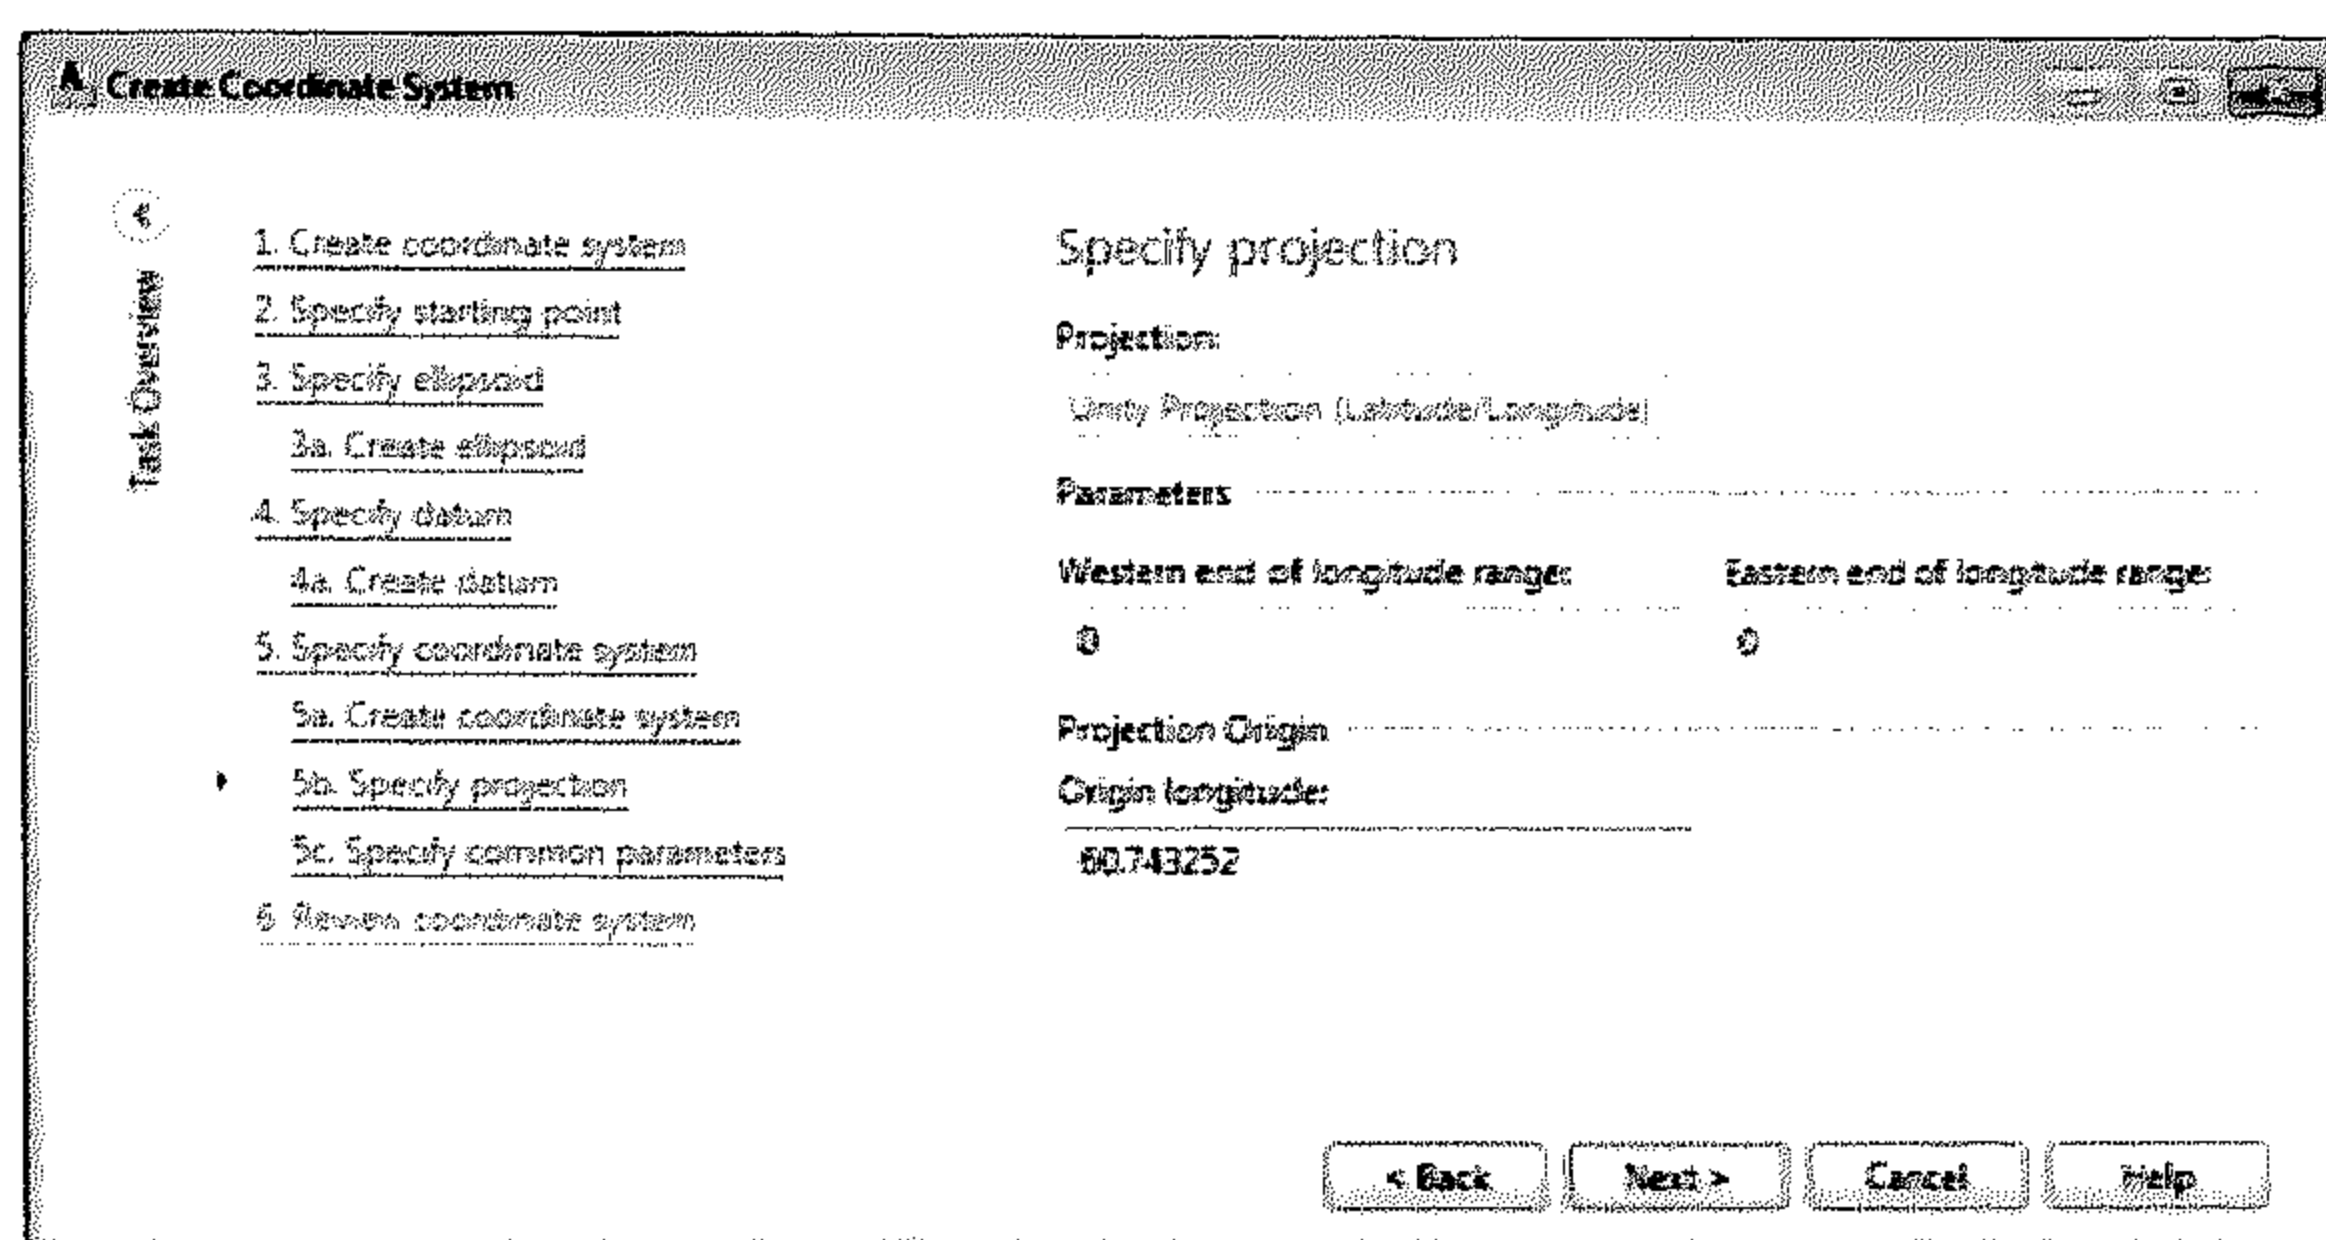 Create Coordinate System
Task Overview
1. Create coordinate system
2. Specify starting point
3. Specify ellipsoid
3a. Create ellipsoid
4. Specify datum
4a. Create datum
5. Specify coordinate system
5a. Create coordinate system
5b. Specify projection
5c. Specify common parameters
6. Review coordinate system
Specify projection
Projection:
Unity Projection (Latitude/Longitude)
Parameters
Western end of longitude range: Eastern end of longitude range:
0 0
Projection Origin
Origin longitude:
60.743252
< Back Next > Cancel Help